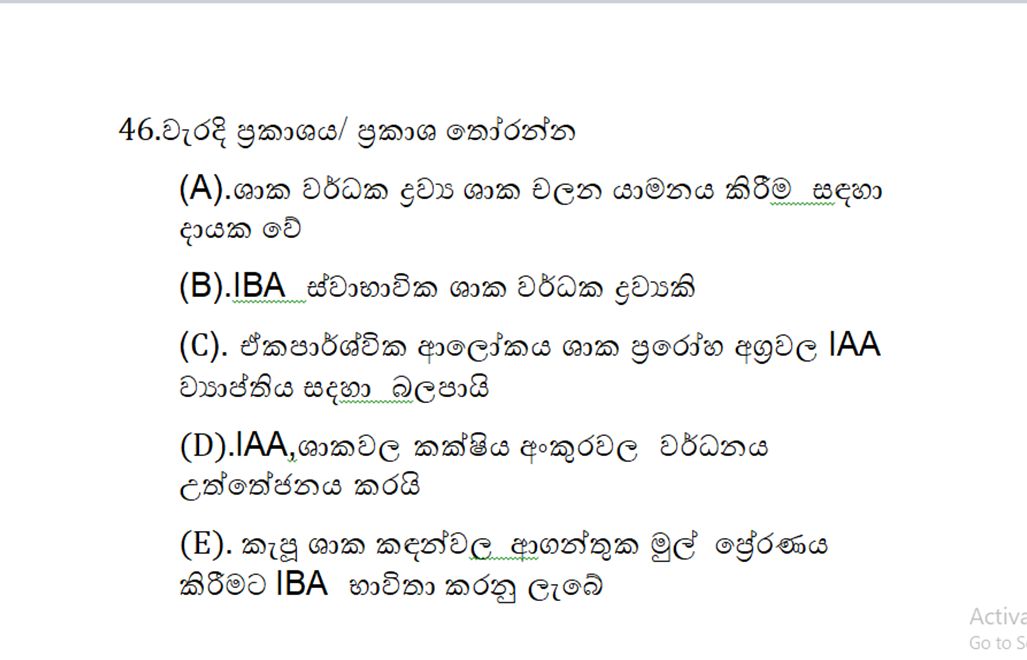 46.වැරදි ප්‍රකාශය/ ප්‍රකාශ තෝරන්න
(A).ශාක වර්ධක ද්‍රව්‍ය ශාක චලන යාමනය කිරීම සඳහා
දායක වේ
(B).IBA ස්වාභාවික ශාක වර්ධක ද්‍රව්‍යකි
(C). ඒකපාර්ශ්වික ආලෝකය ශාක ප්‍රරෝහ අග්‍රවල IAA
ව්‍යාප්තිය සදහා බලපායි
(D).IAA,ශාකවල කක්ෂිය අංකුරවල වර්ධනය
උත්තේජනය කරයි
(E). කැපූ ශාක කඳන්වල ආගන්තුක මුල් ප්‍රේරණය
කිරීමට IBA භාවිතා කරනු ලැබේ
Activa
Go to S